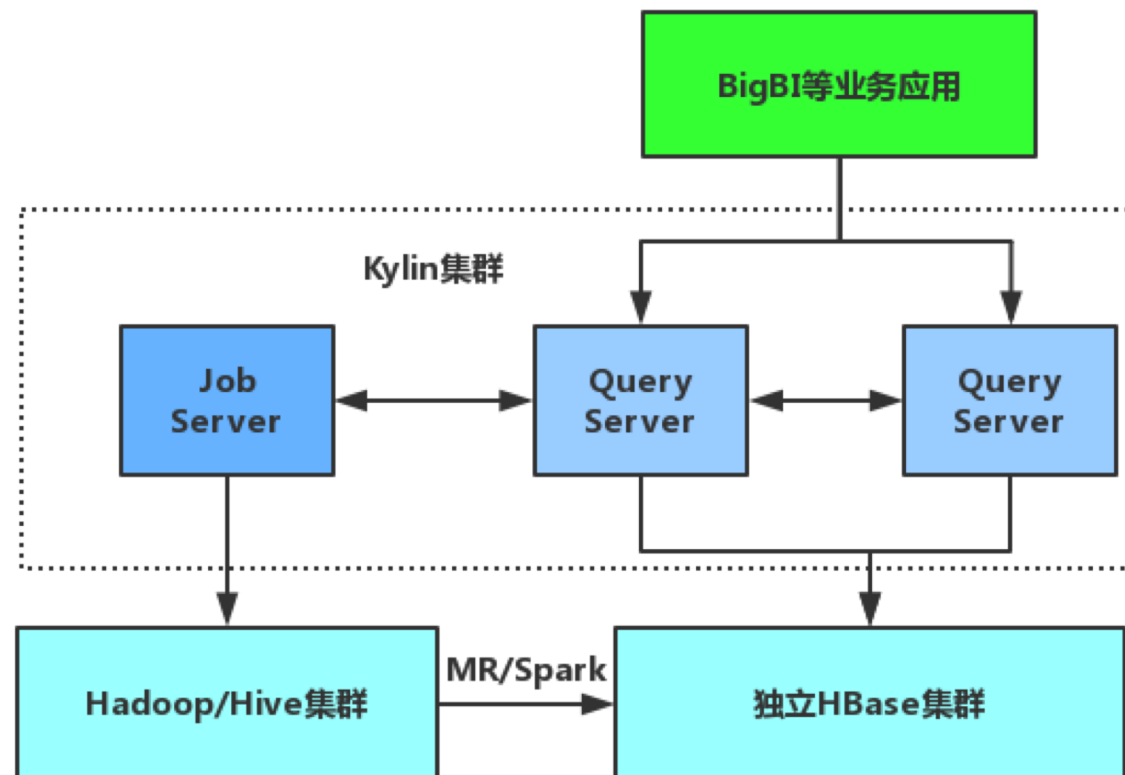 BigBI等业务应用
Kylin集群
Job
Server
Query
Server
Query
Server
MR/Spark
Hadoop/Hive集群
独立HBase集群